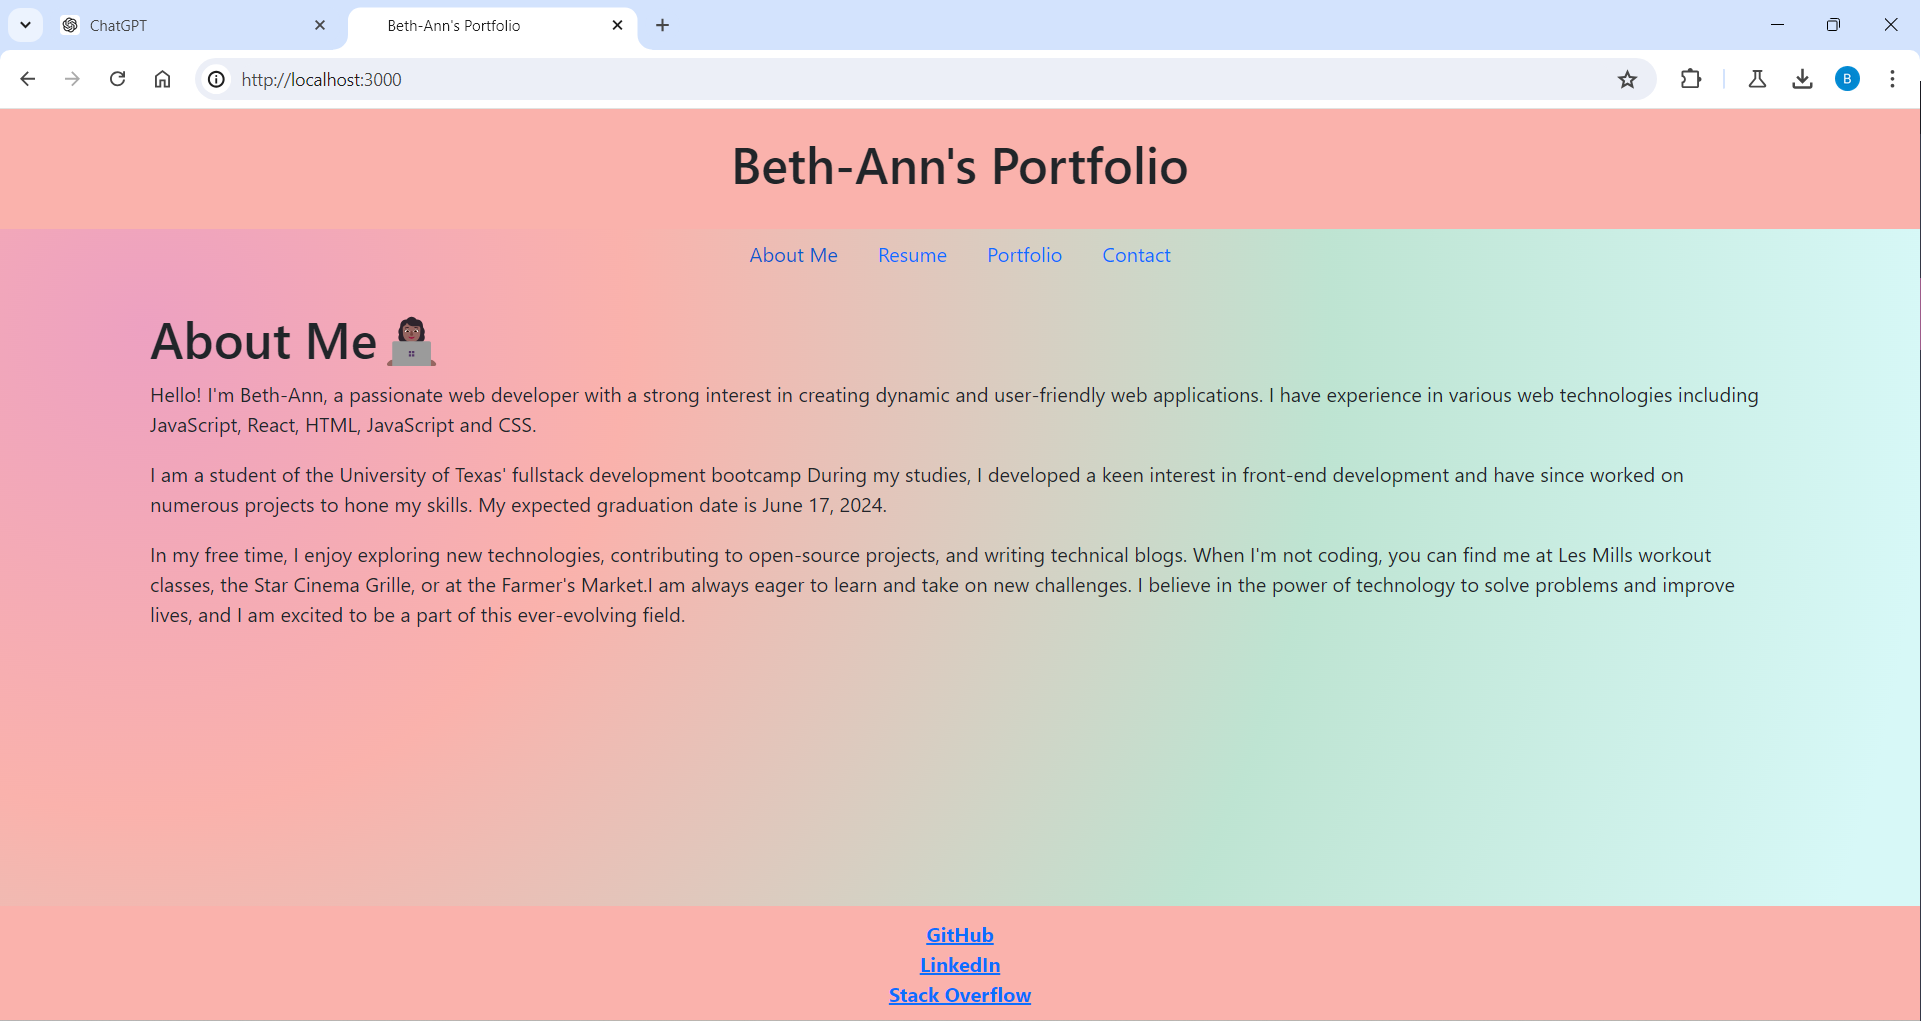 ChatGPT
Beth-Ann's Portfolio
http://localhost:3000
B
Beth-Ann's Portfolio
About Me Resume Portfolio Contact
About Me
Hello! I'm Beth-Ann, a passionate web developer with a strong interest in creating dynamic and user-friendly web applications. I have experience in various web technologies including
JavaScript, React, HTML, JavaScript and CSS.
I am a student of the University of Texas' fullstack development bootcamp During my studies, I developed a keen interest in front-end development and have since worked on
numerous projects to hone my skills. My expected graduation date is June 17, 2024.
In my free time, I enjoy exploring new technologies, contributing to open-source projects, and writing technical blogs. When I'm not coding, you can find me at Les Mills workout
classes, the Star Cinema Grille, or at the Farmer's Market.I am always eager to learn and take on new challenges. I believe in the power of technology to solve problems and improve
lives, and I am excited to be a part of this ever-evolving field.
GitHub
LinkedIn
Stack Overflow